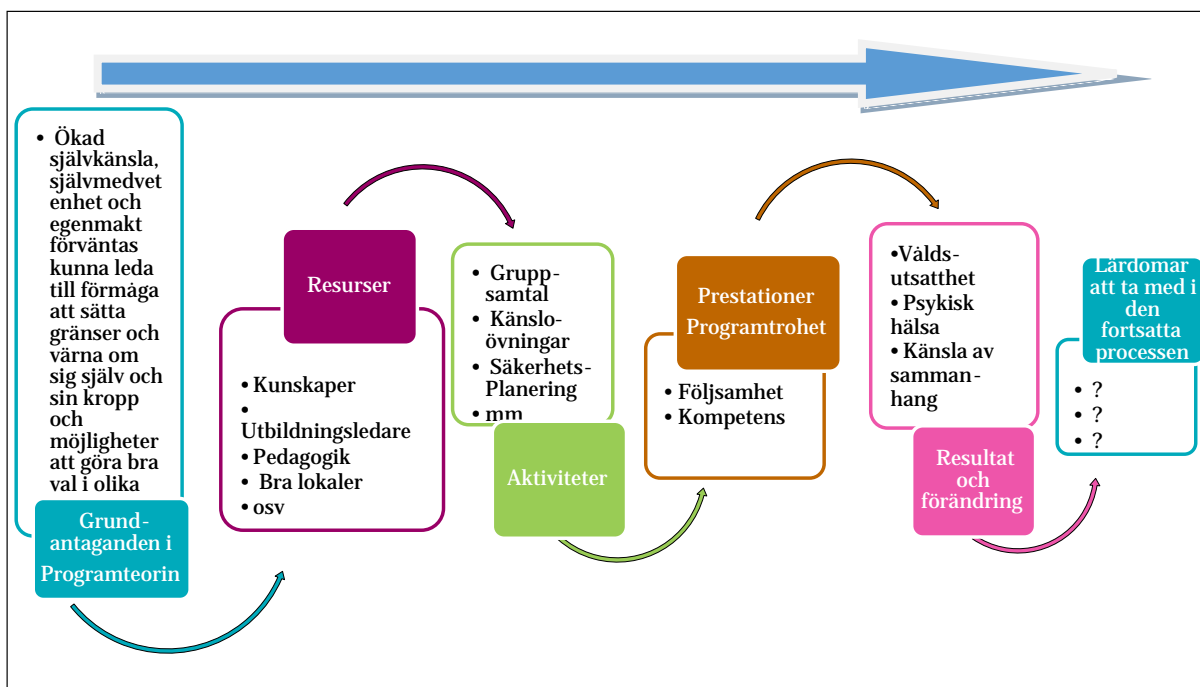 • Ökad
självkänsla,
självmedvet
enhet och
egenmakt
förväntas
kunna leda
till förmåga
att sätta
gränser och
värna om
sig själv och
sin kropp
och
möjligheter
att göra bra
val i olika
Grund-
antaganden i
Programteorin
Resurser
• Kunskaper
•
Utbildningsledare
• Pedagogik
• Bra lokaler
• osv
• Grupp-
samtal
• Känslo-
övningar
• Säkerhets-
Planering
• mm
Aktiviteter
Prestationer
Programtrohet
• Följsamhet
• Kompetens
• Vålds-
utsatthet
• Psykisk
hälsa
• Känsla av
samman-
hang
Resultat
och
förändring
Lärdomar
att ta med i
den
fortsatta
processen
• ?
• ?
• ?